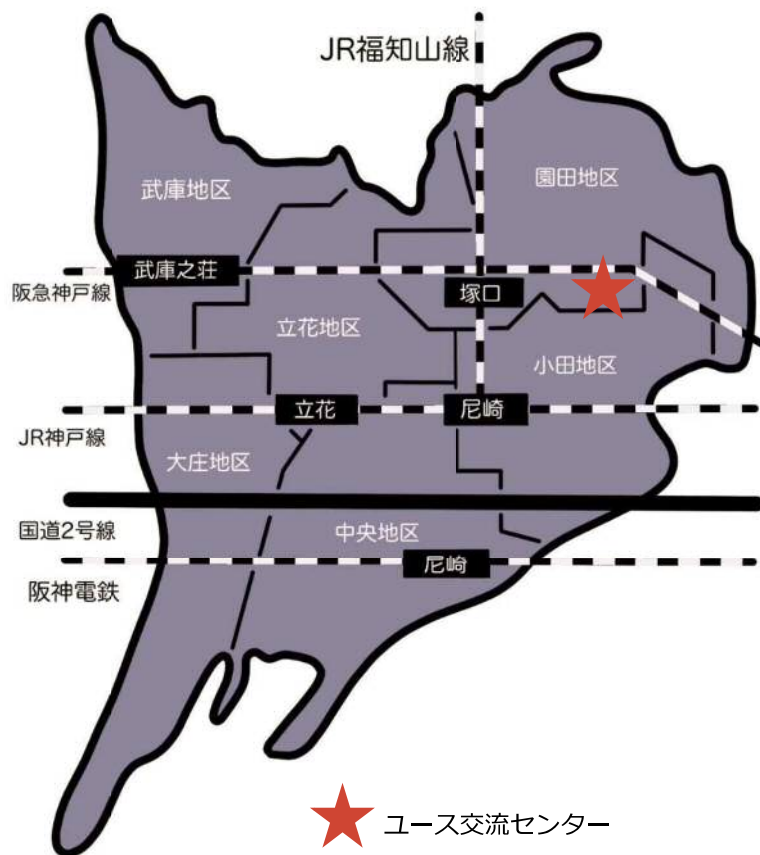 JR福知山線
武庫地区
園田地区
武庫之荘
阪急神戸線
塚口
立花地区
小田地区
立花
尼崎
JR神戸線
大庄地区
国道2号線
中央地区
尼崎
阪神電鉄
ユース交流センター